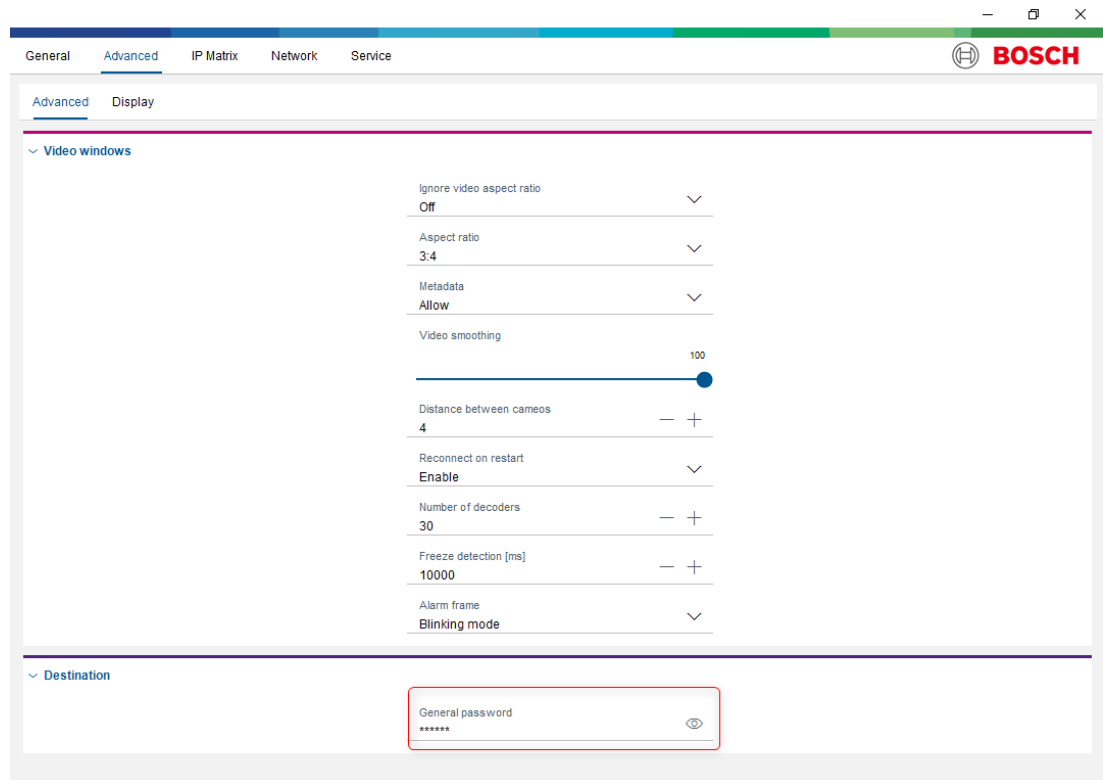 General Advanced IP Matrix Network Service BOSCH
Advanced Display
Video windows
Ignore video aspect ratio
Off
Aspect ratio
3:4
Metadata
Allow
Video smoothing
100
Distance between cameos
4
Reconnect on restart
Enable
Number of decoders
30
Freeze detection [ms]
10000
Alarm frame
Blinking mode
Destination
General password
******